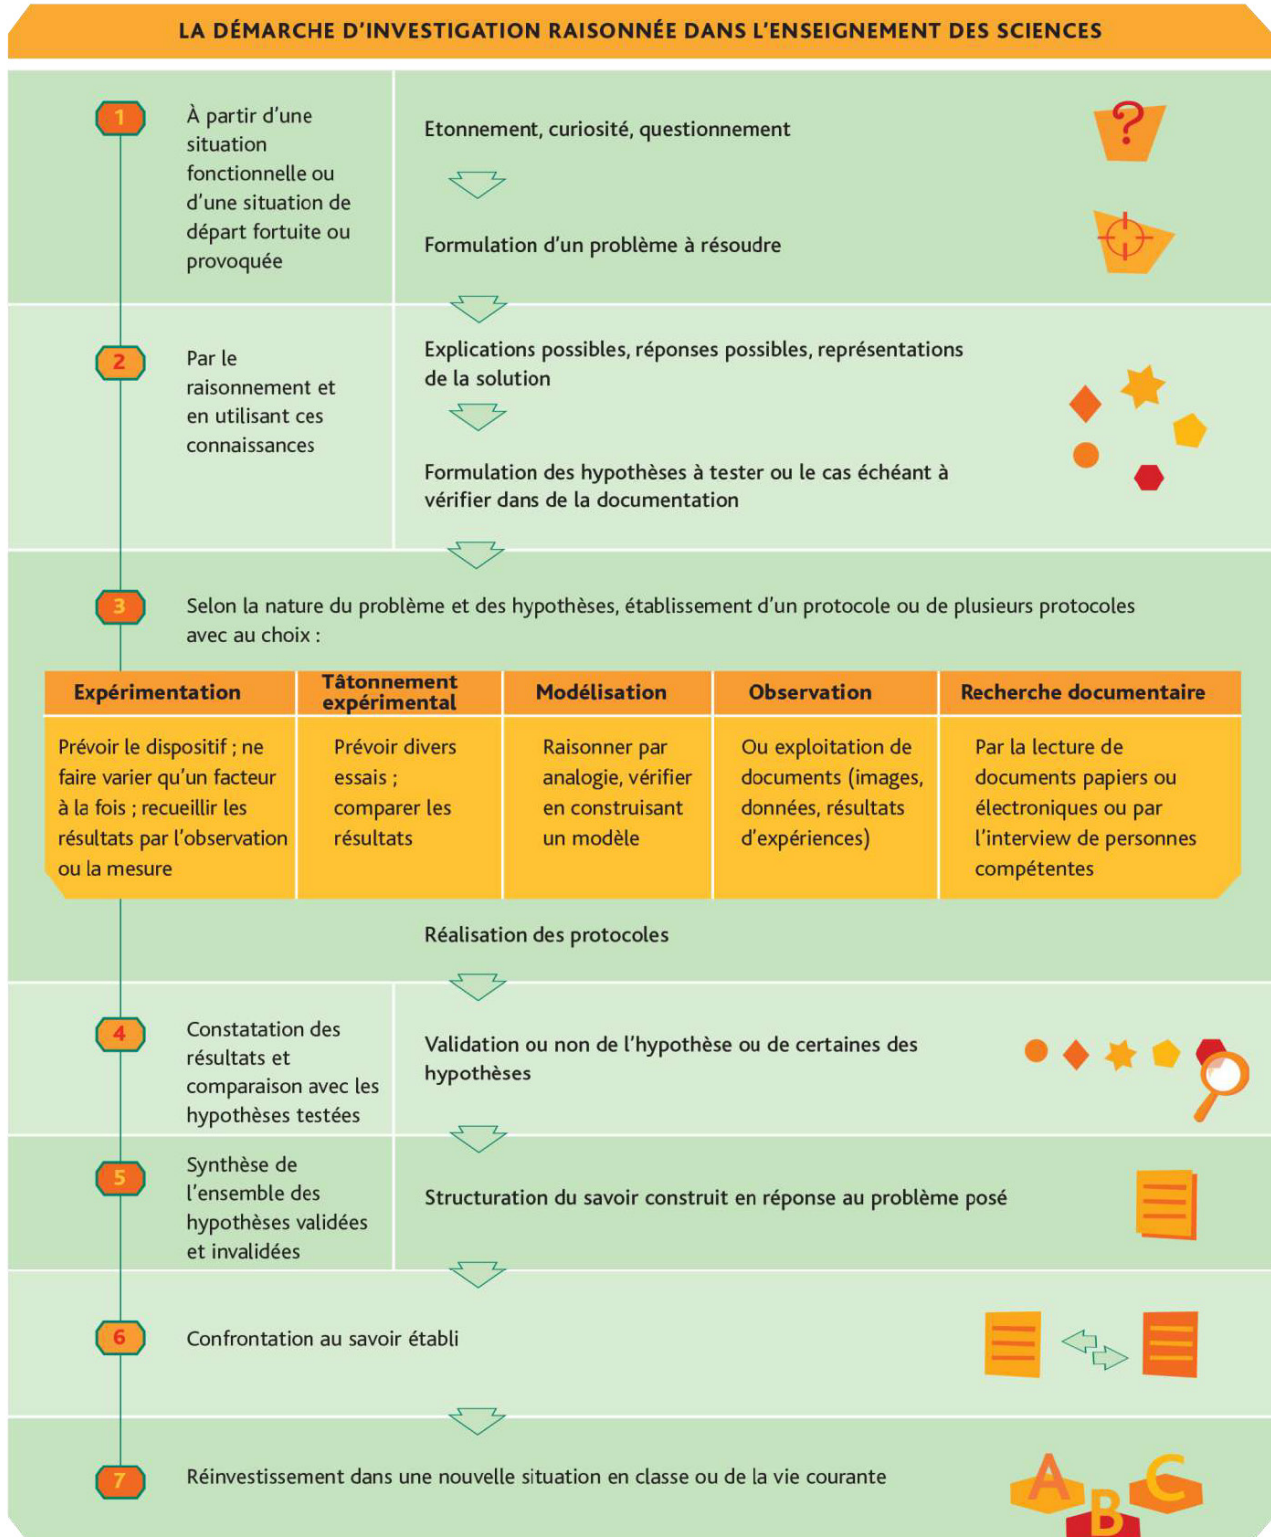 LA DÉMARCHE D'INVESTIGATION RAISONNÉE DANS L'ENSEIGNEMENT DES SCIENCES
1
À partir d'une
situation
fonctionnelle ou
d'une situation de
départ fortuite ou
provoquée
Etonnement, curiosité, questionnement
?
Formulation d'un problème à résoudre
2
Par le
raisonnement et
en utilisant ces
connaissances
Explications possibles, réponses possibles, représentations
de la solution
Formulation des hypothèses à tester ou le cas échéant à
vérifier dans de la documentation
3
Selon la nature du problème et des hypothèses, établissement d'un protocole ou de plusieurs protocoles
avec au choix :
Expérimentation
Prévoir le dispositif ; ne
faire varier qu'un facteur
à la fois ; recueillir les
résultats par l'observation
ou la mesure
Tâtonnement
expérimental
Prévoir divers
essais ;
comparer les
résultats
Modélisation
Raisonner par
analogie, vérifier
en construisant
un modèle
Observation
Ou exploitation de
documents (images,
données, résultats
d'expériences)
Recherche documentaire
Par la lecture de
documents papiers ou
électroniques ou par
l'interview de personnes
compétentes
Réalisation des protocoles
4
Constatation des
résultats et
comparaison avec les
hypothèses testées
Validation ou non de l'hypothèse ou de certaines des
hypothèses
5
Synthèse de
l'ensemble des
hypothèses validées
et invalidées
Structuration du savoir construit en réponse au problème posé
6
Confrontation au savoir établi
7
Réinvestissement dans une nouvelle situation en classe ou de la vie courante
A B C